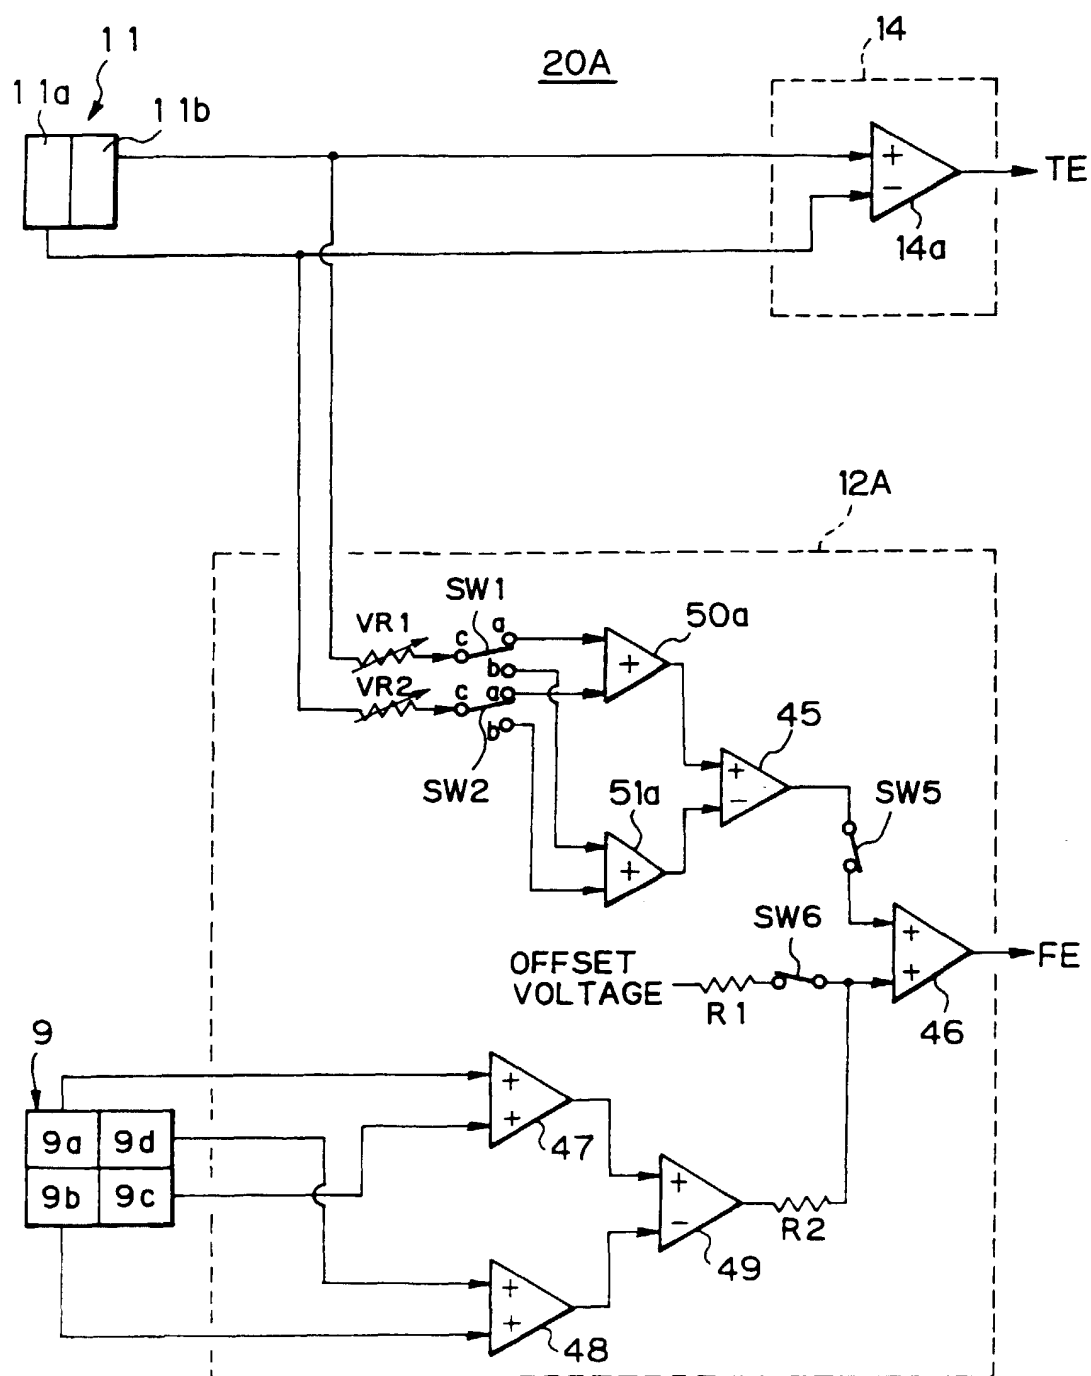 11
20A
14
11a
11b
+
−
TE
14a
12A
SW1
50a
VR1
c
a
b
+
VR2
c
a
b
SW2
45
+
−
51a
+
SW5
SW6
+
+
FE
OFFSET
VOLTAGE
R1
46
9
+
+
47
9a
9d
9b
9c
+
−
R2
49
+
+
48